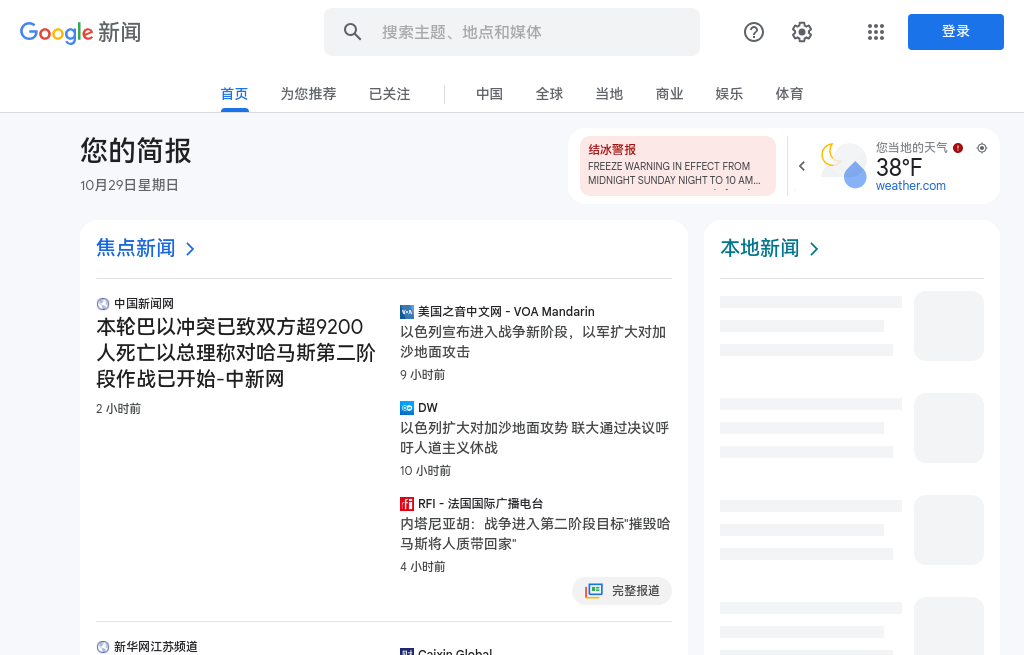 Google 新闻
搜索主题、地点和媒体
登录
首页
为您推荐
已关注
中国
全球
当地
商业
娱乐
体育
您的简报
10月29日星期日
结冰警报
FREEZE WARNING IN EFFECT FROM
MIDNIGHT SUNDAY NIGHT TO 10 AM...
您当地的天气
38°F
weather.com
焦点新闻
中国新闻网
本轮巴以冲突已致双方超9200
人死亡以总理称对哈马斯第二阶
段作战已开始-中新网
2 小时前
美国之音中文网 - VOA Mandarin
以色列宣布进入战争新阶段，以军扩大对加
沙地面攻击
9 小时前
DW
以色列扩大对加沙地面攻势 联大通过决议呼
吁人道主义休战
10 小时前
RFI - 法国国际广播电台
内塔尼亚胡：战争进入第二阶段目标"摧毁哈
马斯将人质带回家"
4 小时前
完整报道
新华网江苏频道
Caixin Global
本地新闻